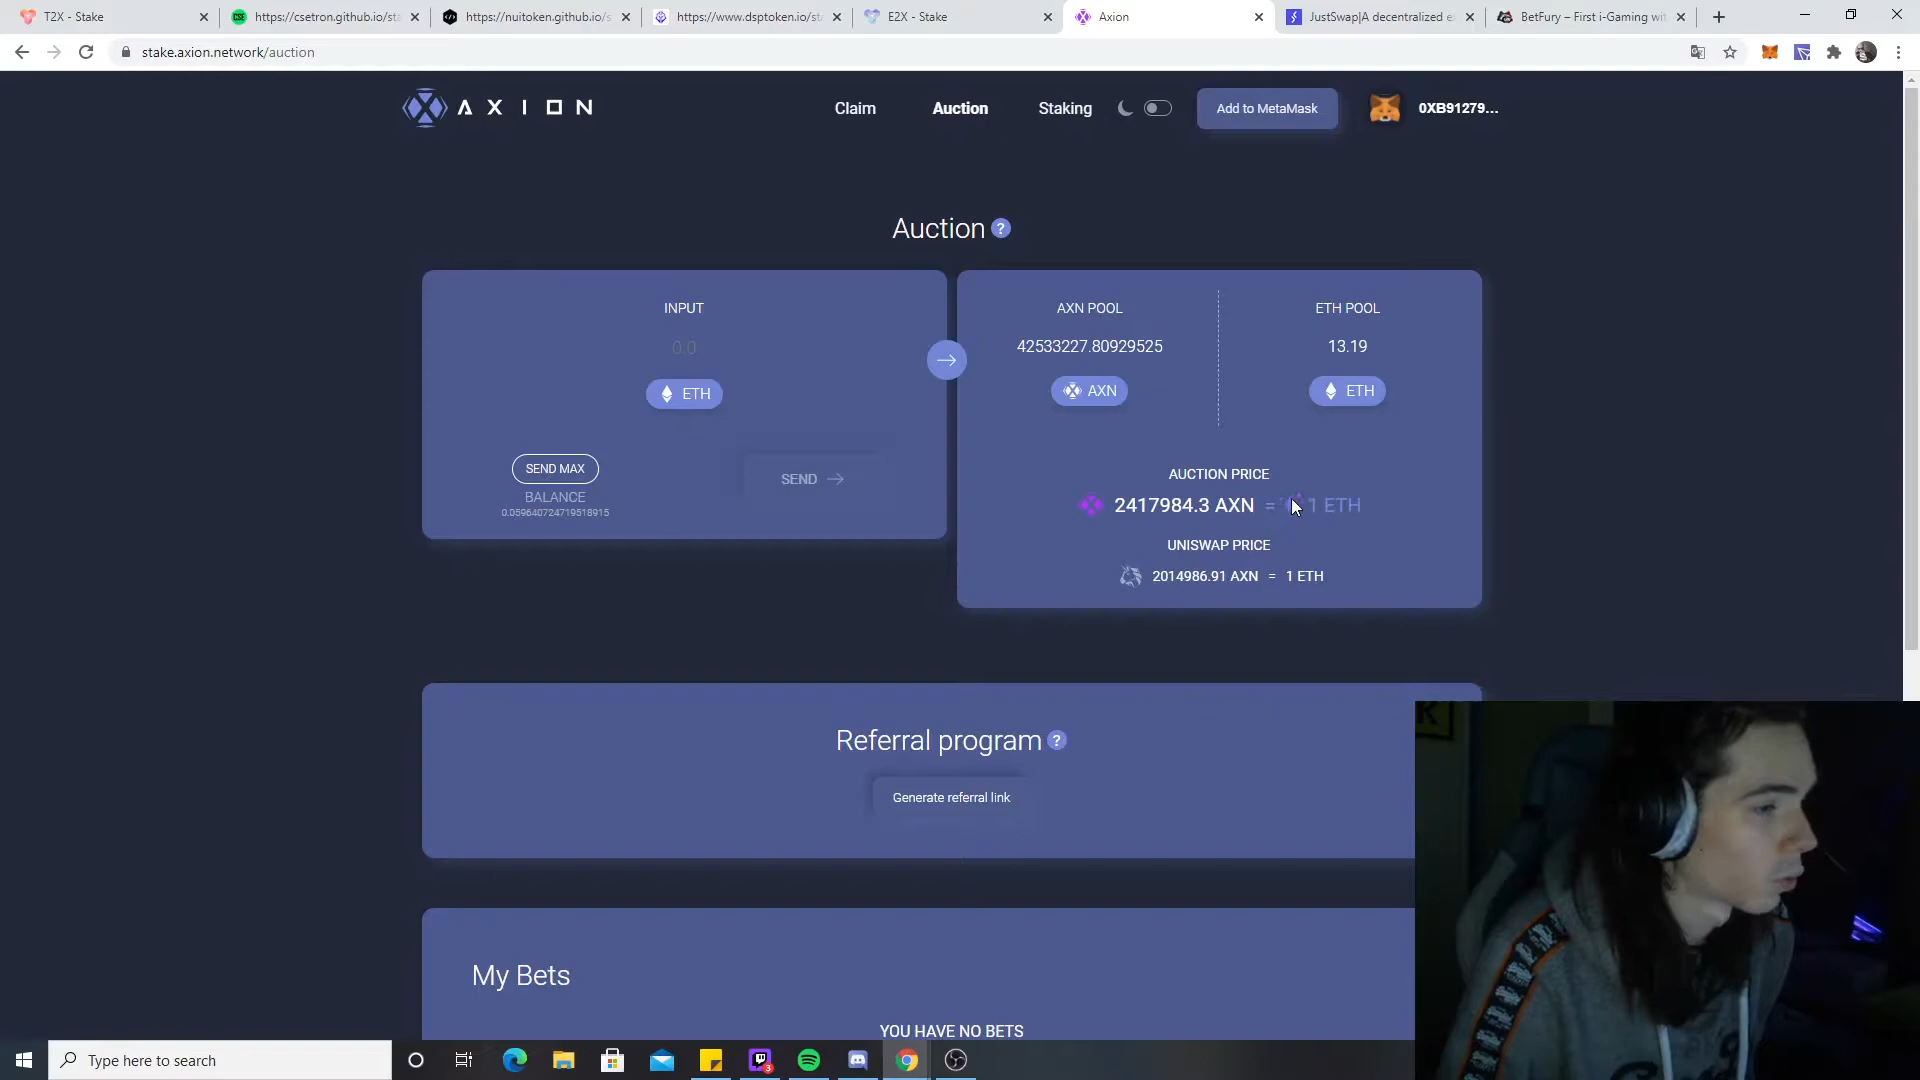 T2X - Stake
https://csetron.github.io/sta
https://nuitoken.github.io/s
https://www.dsptoken.io/st
E2X - Stake
Axion
JustSwap|A decentralized e
BetFury – First i-Gaming wit
stake.axion.network/auction
AXION
Claim
Auction
Staking
Add to MetaMask
0XB91279...
Auction ?
INPUT
0.0
ETH
SEND MAX
BALANCE
0.059640724719518915
SEND
AXN POOL
42533227.80929525
AXN
ETH POOL
13.19
ETH
AUCTION PRICE
2417984.3 AXN = 1 ETH
UNISWAP PRICE
2014986.91 AXN = 1 ETH
Referral program ?
Generate referral link
My Bets
YOU HAVE NO BETS
Type here to search
3